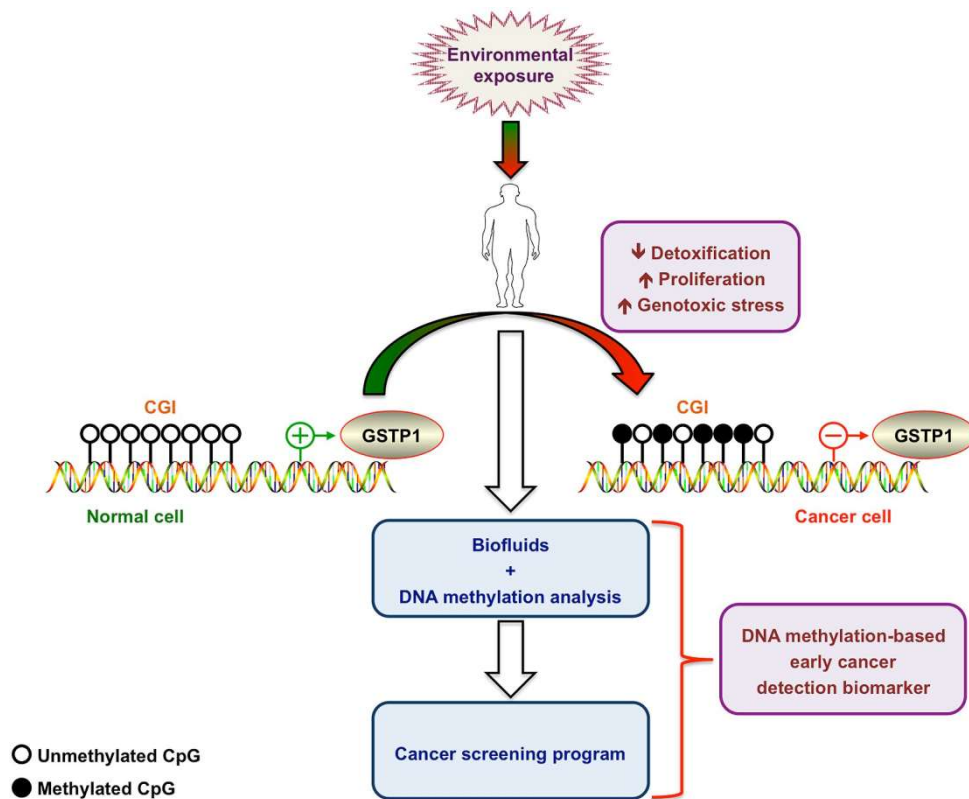 Environmental
exposure
↓ Detoxification
↑ Proliferation
↑ Genotoxic stress
CGI
+
GSTP1
Normal cell
CGI
−
GSTP1
Cancer cell
Biofluids
+
DNA methylation analysis
DNA methylation-based
early cancer
detection biomarker
Cancer screening program
Unmethylated CpG
Methylated CpG